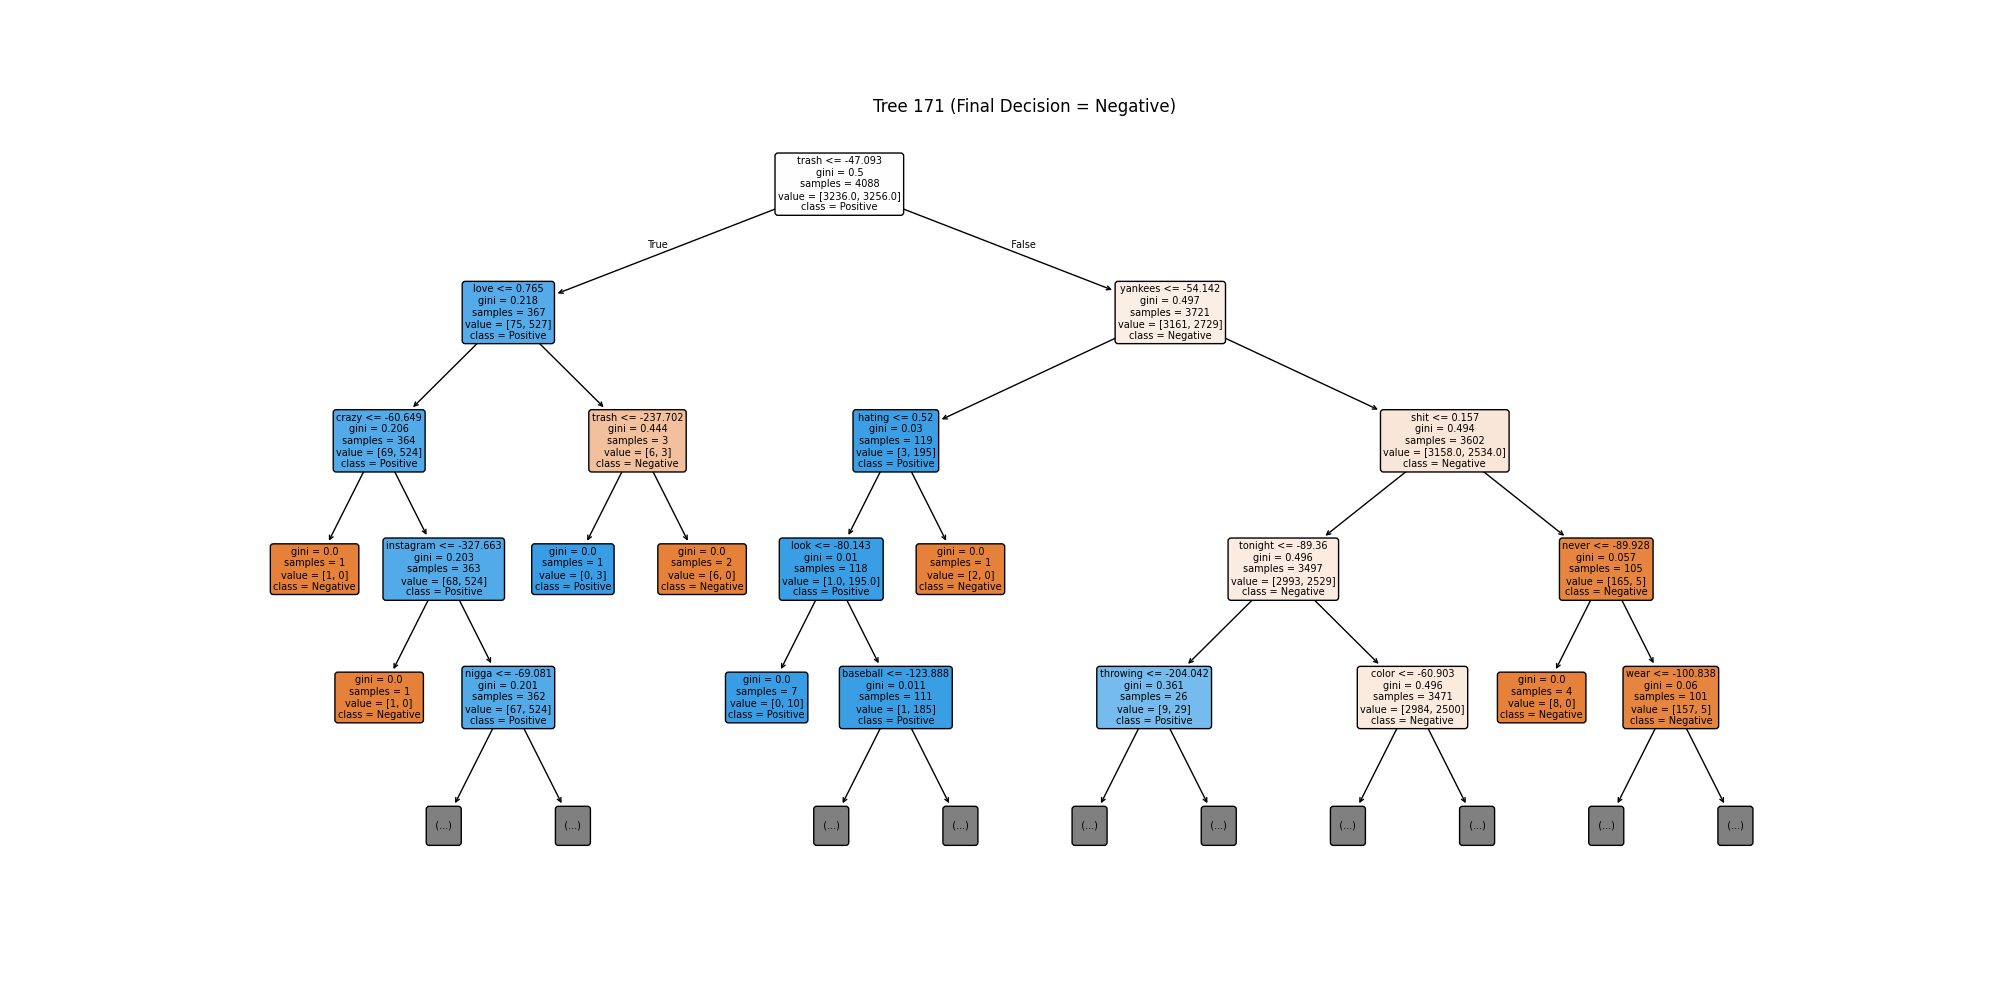 Tree 171 (Final Decision = Negative)
trash <= -47.093
gini = 0.5
samples = 4088
value = [3236.0, 3256.0]
class = Positive
True
False
love <= 0.765
gini = 0.218
samples = 367
value = [75, 527]
class = Positive
yankees <= -54.142
gini = 0.497
samples = 3721
value = [3161, 2729]
class = Negative
crazy <= -60.649
gini = 0.206
samples = 364
value = [69, 524]
class = Positive
trash <= -237.702
gini = 0.444
samples = 3
value = [6, 3]
class = Negative
hating <= 0.52
gini = 0.03
samples = 119
value = [3, 195]
class = Positive
shit <= 0.157
gini = 0.494
samples = 3602
value = [3158.0, 2534.0]
class = Negative
gini = 0.0
samples = 1
value = [1, 0]
class = Negative
instagram <= -327.663
gini = 0.203
samples = 363
value = [68, 524]
class = Positive
gini = 0.0
samples = 1
value = [0, 3]
class = Positive
gini = 0.0
samples = 2
value = [6, 0]
class = Negative
look <= -80.143
gini = 0.01
samples = 118
value = [1.0, 195.0]
class = Positive
gini = 0.0
samples = 1
value = [2, 0]
class = Negative
tonight <= -89.36
gini = 0.496
samples = 3497
value = [2993, 2529]
class = Negative
never <= -89.928
gini = 0.057
samples = 105
value = [165, 5]
class = Negative
gini = 0.0
samples = 1
value = [1, 0]
class = Negative
nigga <= -69.081
gini = 0.201
samples = 362
value = [67, 524]
class = Positive
gini = 0.0
samples = 7
value = [0, 10]
class = Positive
baseball <= -123.888
gini = 0.011
samples = 111
value = [1, 185]
class = Positive
throwing <= -204.042
gini = 0.361
samples = 26
value = [9, 29]
class = Positive
color <= -60.903
gini = 0.496
samples = 3471
value = [2984, 2500]
class = Negative
gini = 0.0
samples = 4
value = [8, 0]
class = Negative
wear <= -100.838
gini = 0.06
samples = 101
value = [157, 5]
class = Negative
(...)
(...)
(...)
(...)
(...)
(...)
(...)
(...)
(...)
(...)